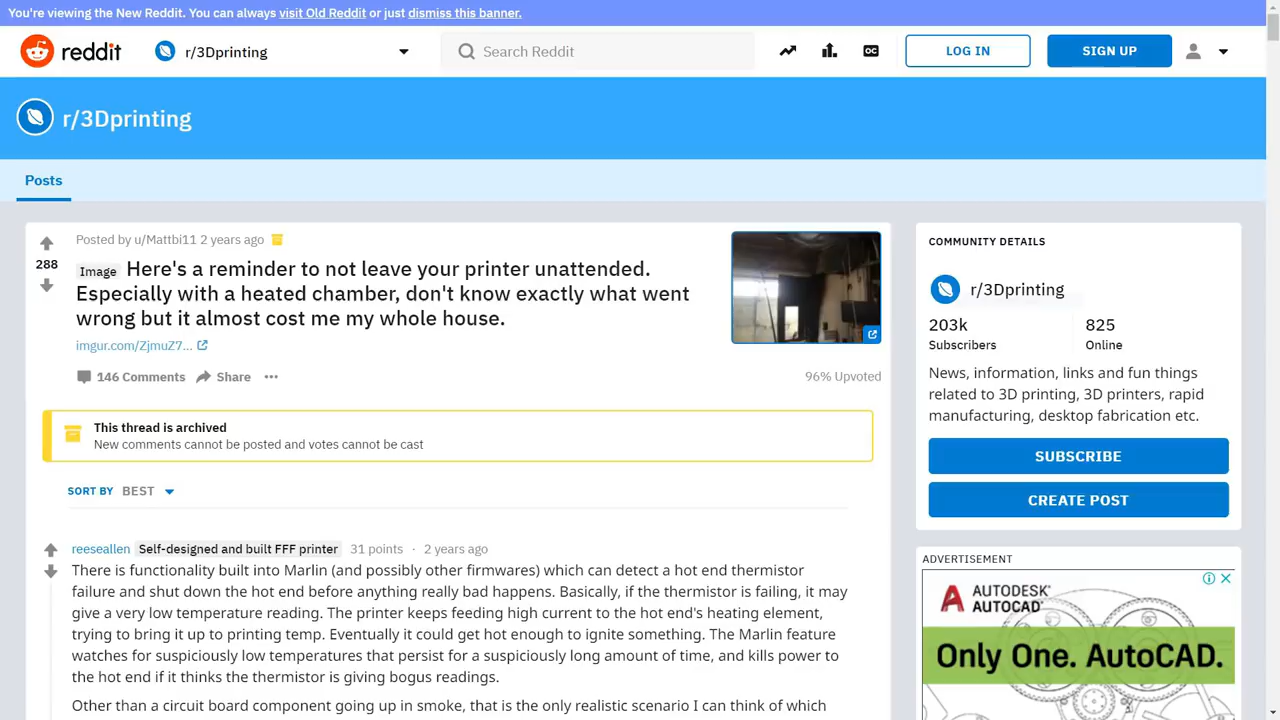 You're viewing the New Reddit. You can always visit Old Reddit or just dismiss this banner.
reddit r/3Dprinting Search Reddit CC LOG IN SIGN UP
r/3Dprinting
Posts
Posted by u/Mattbi11 2 years ago
288
Image Here's a reminder to not leave your printer unattended.
Especially with a heated chamber, don't know exactly what went
wrong but it almost cost me my whole house.
imgur.com/ZjmuZ7...
146 Comments Share ••• 96% Upvoted
This thread is archived
New comments cannot be posted and votes cannot be cast
SORT BY BEST
reeseallen Self-designed and built FFF printer 31 points · 2 years ago
There is functionality built into Marlin (and possibly other firmwares) which can detect a hot end thermistor
failure and shut down the hot end before anything really bad happens. Basically, if the thermistor is failing, it may
give a very low temperature reading. The printer keeps feeding high current to the hot end's heating element,
trying to bring it up to printing temp. Eventually it could get hot enough to ignite something. The Marlin feature
watches for suspiciously low temperatures that persist for a suspiciously long amount of time, and kills power to
the hot end if it thinks the thermistor is giving bogus readings.
Other than a circuit board component going up in smoke, that is the only realistic scenario I can think of which
COMMUNITY DETAILS
r/3Dprinting
203k 825
Subscribers Online
News, information, links and fun things
related to 3D printing, 3D printers, rapid
manufacturing, desktop fabrication etc.
SUBSCRIBE
CREATE POST
ADVERTISEMENT
AUTODESK
AUTOCAD
Only One. AutoCAD.